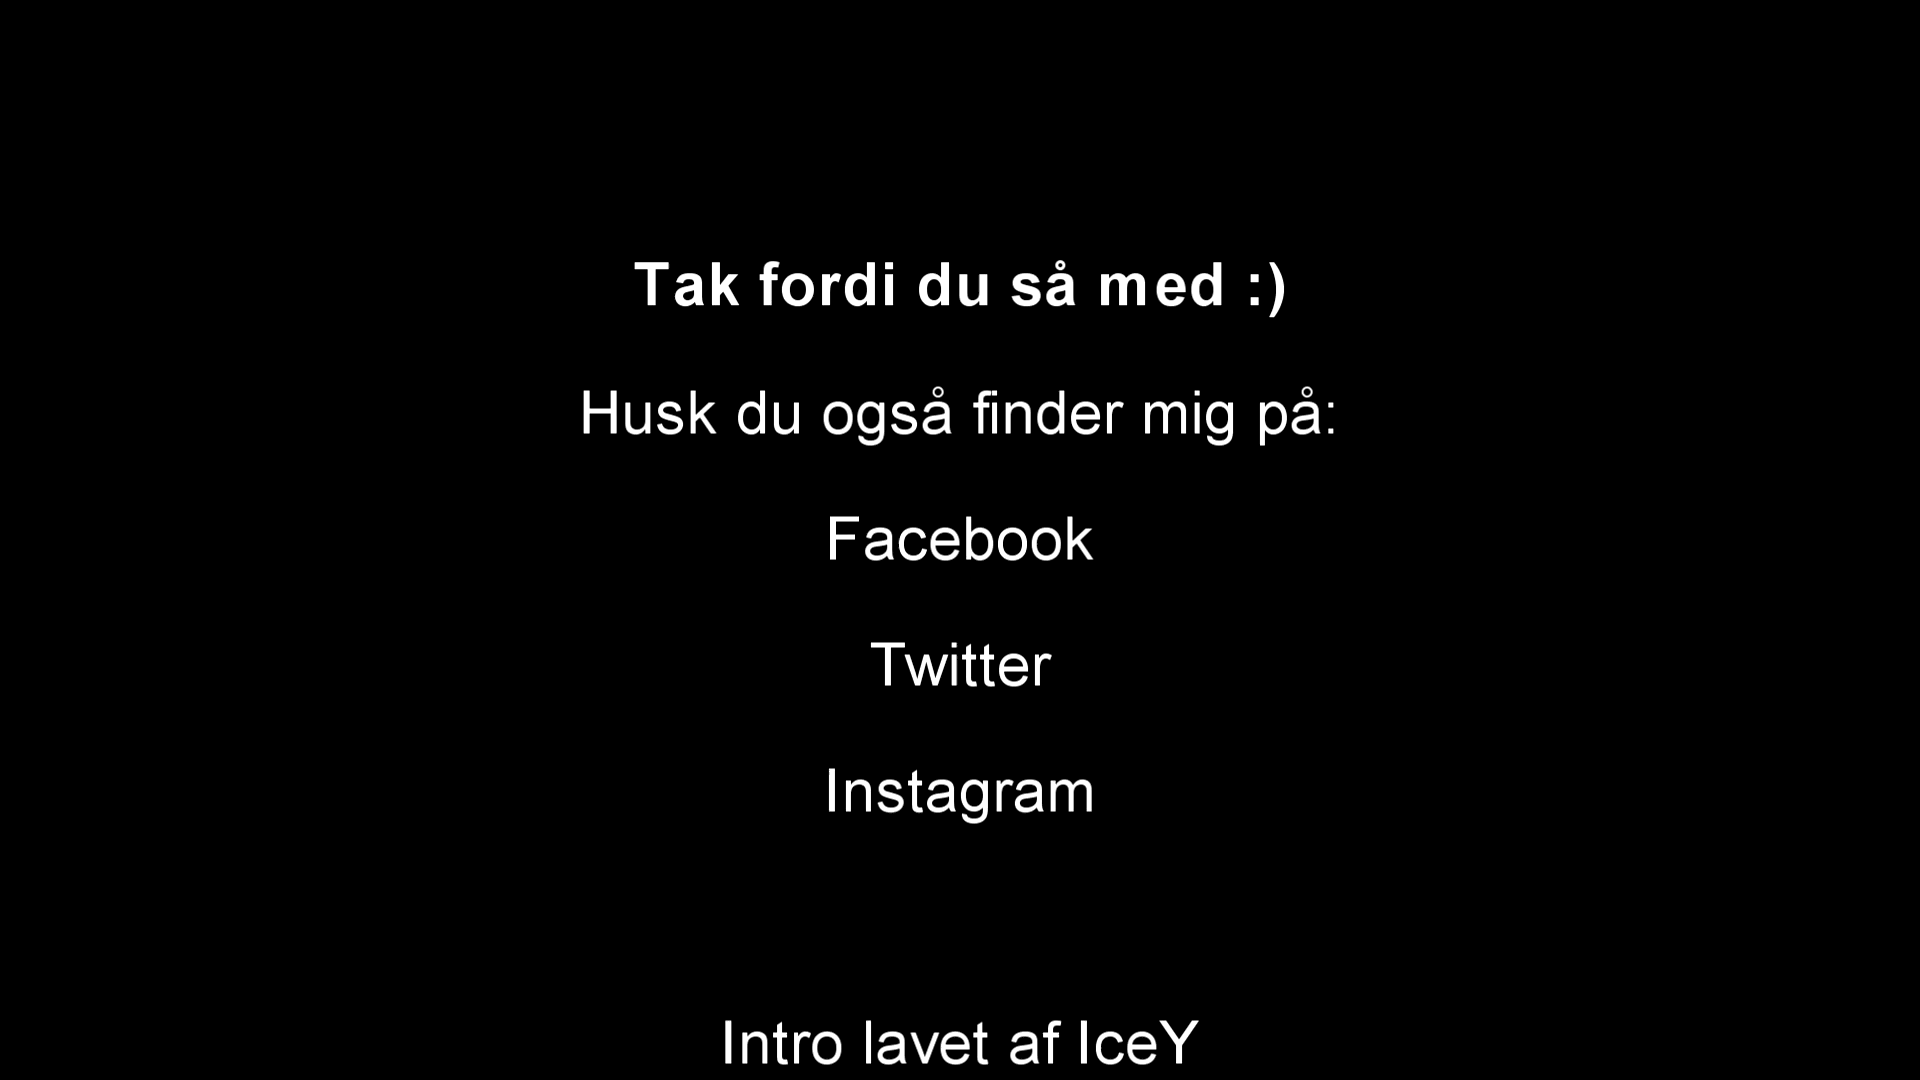 Tak fordi du så med :)
Husk du også finder mig på:
Facebook
Twitter
Instagram
Intro lavet af IceY